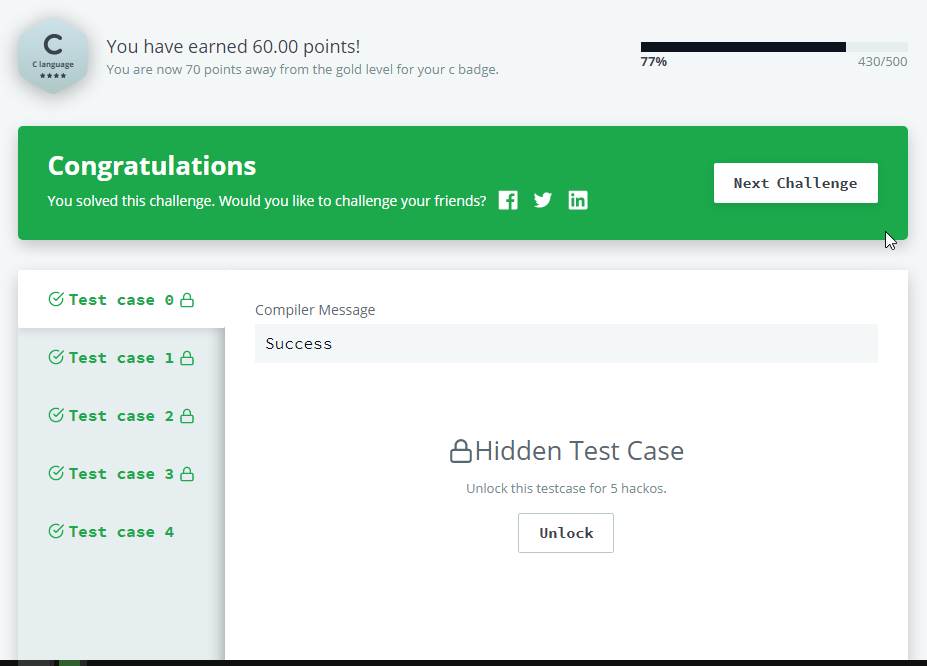 C
C language
★★★★
You have earned 60.00 points!
You are now 70 points away from the gold level for your c badge.
77%
430/500
Congratulations
You solved this challenge. Would you like to challenge your friends?
Next Challenge
Test case 0
Test case 1
Test case 2
Test case 3
Test case 4
Compiler Message
Success
Hidden Test Case
Unlock this testcase for 5 hackos.
Unlock